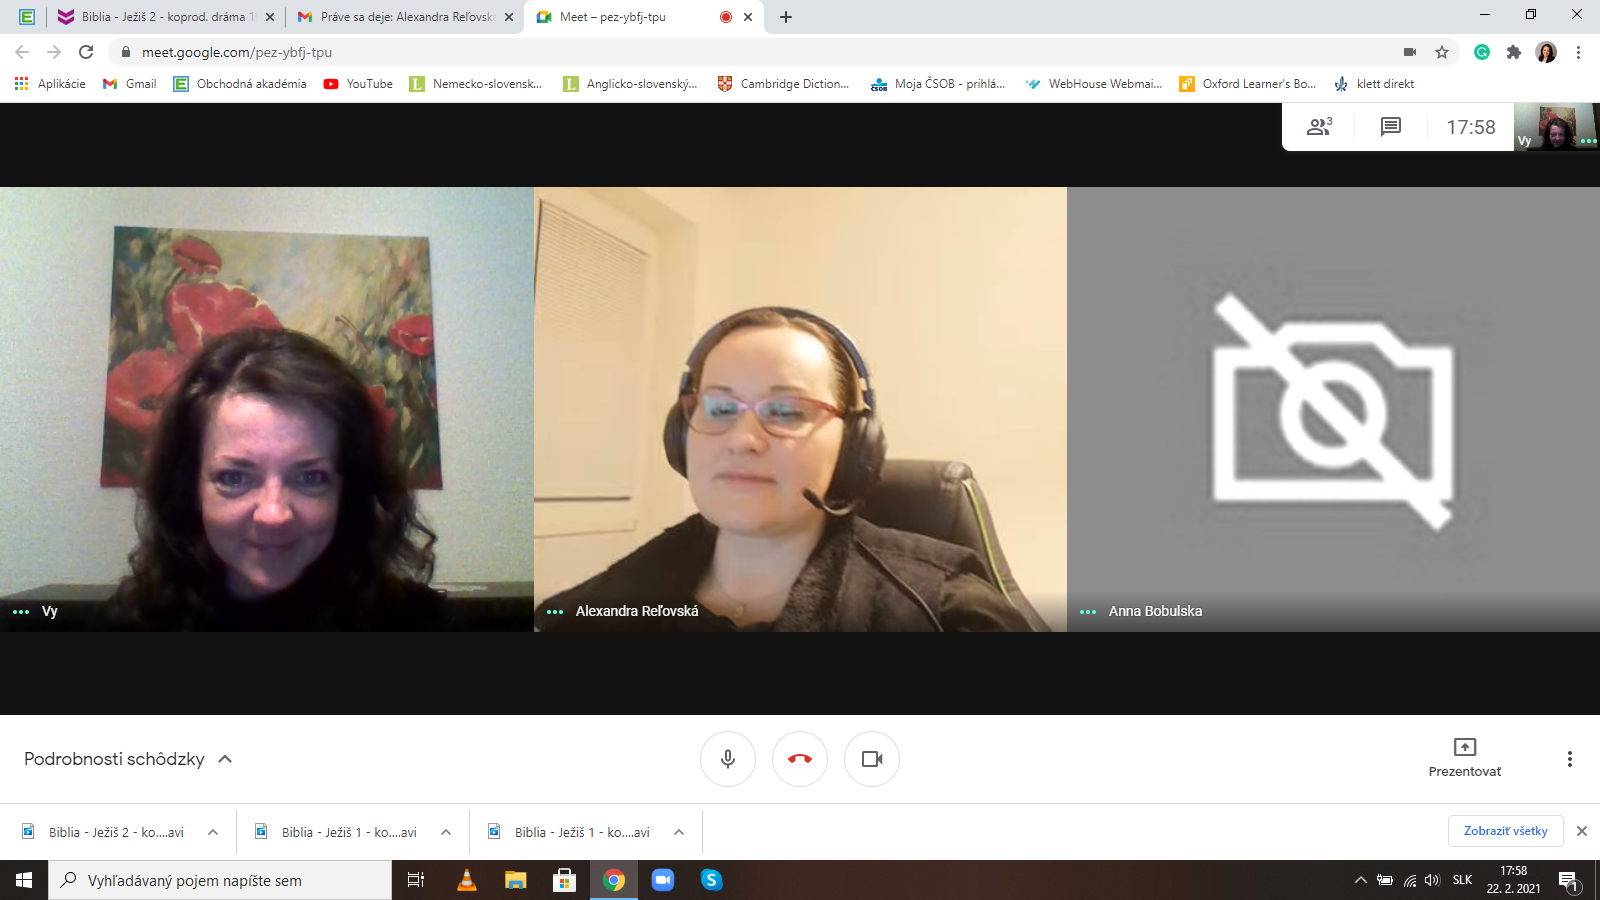 Biblia - Ježiš 2 - koprod. dráma 1
Práve sa deje: Alexandra Reľovsk
Meet – pez-ybfj-tpu
meet.google.com/pez-ybfj-tpu
Aplikácie
Gmail
Obchodná akadémia
YouTube
Nemecko-slovensk...
Anglicko-slovenský...
Cambridge Diction...
Moja ČSOB - prihlá...
WebHouse Webmai...
Oxford Learner's Bo...
klett direkt
3
17:58
Vy
Vy
Alexandra Reľovská
Anna Bobulska
Podrobnosti schôdzky
Prezentovať
Biblia - Ježiš 2 - ko....avi
Biblia - Ježiš 1 - ko....avi
Biblia - Ježiš 1 - ko....avi
Zobraziť všetky
Vyhľadávaný pojem napíšte sem
SLK
17:58
22. 2. 2021
1